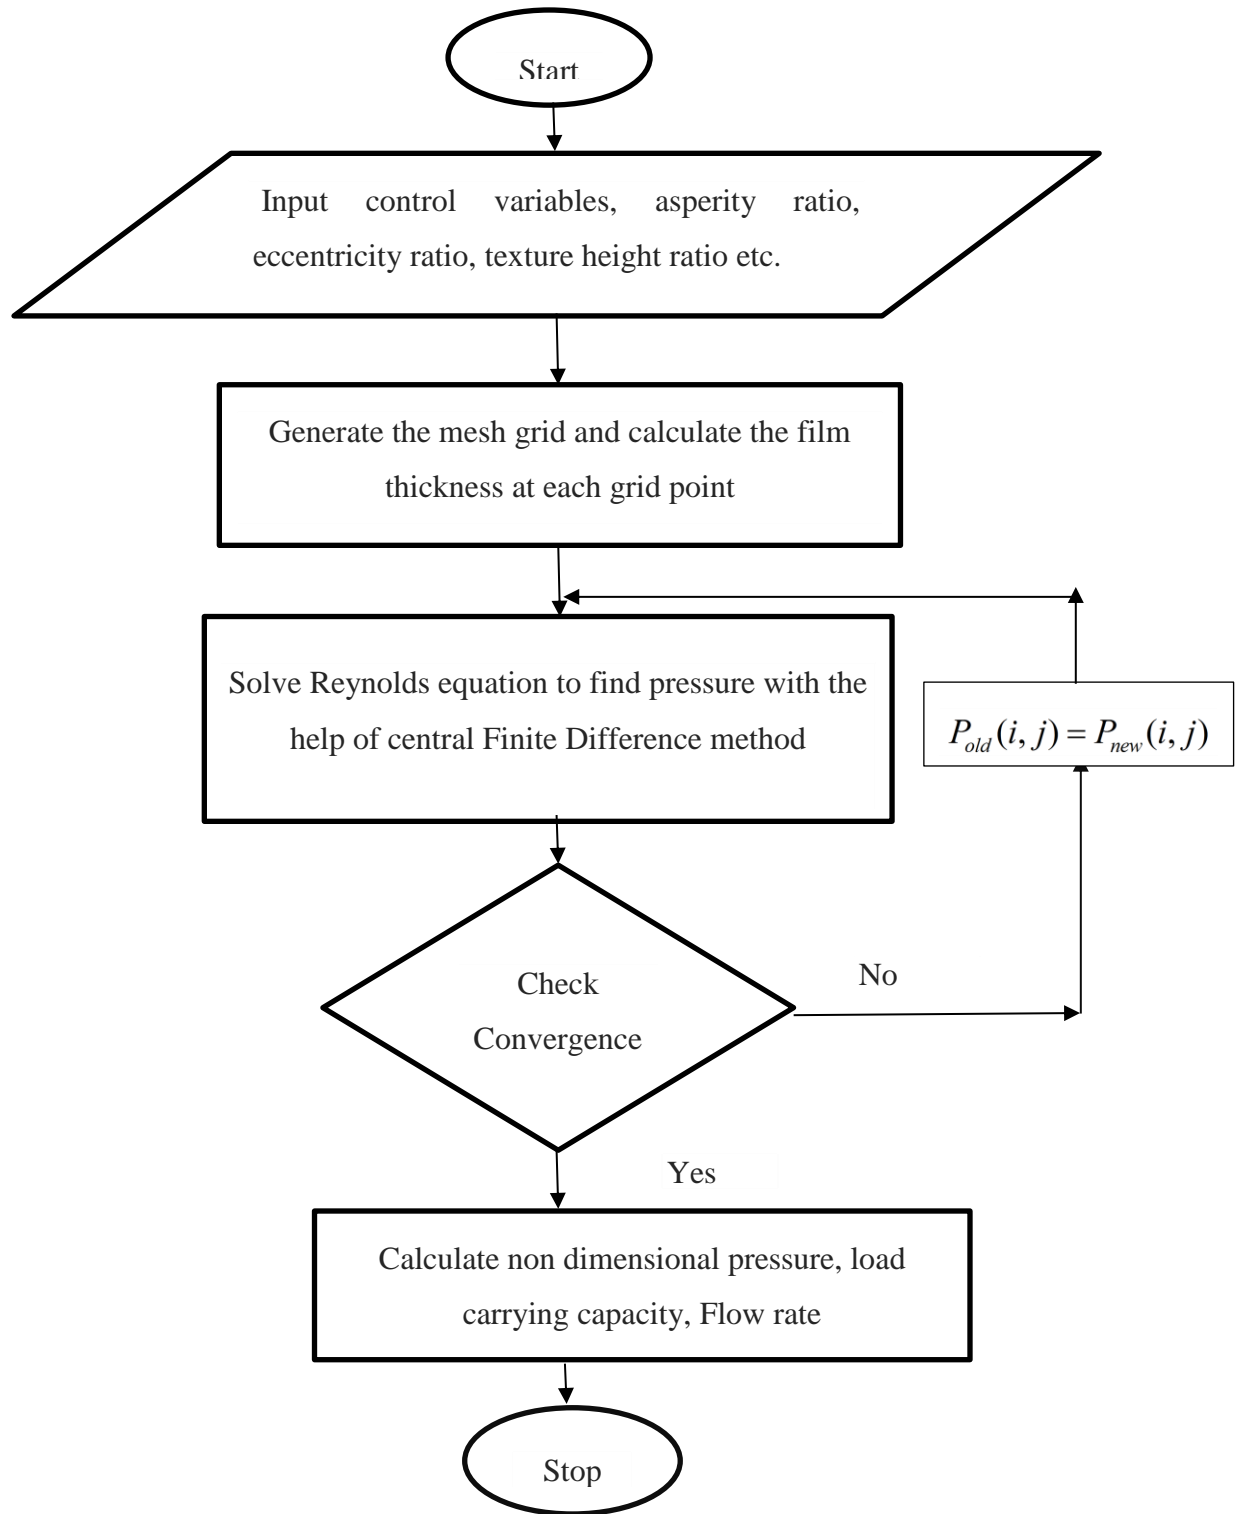 Start
Input control variables, asperity ratio,
eccentricity ratio, texture height ratio etc.
Generate the mesh grid and calculate the film
thickness at each grid point
Solve Reynolds equation to find pressure with the
help of central Finite Difference method
P_old(i, j) = P_new(i, j)
Check
Convergence
No
Yes
Calculate non dimensional pressure, load
carrying capacity, Flow rate
Stop